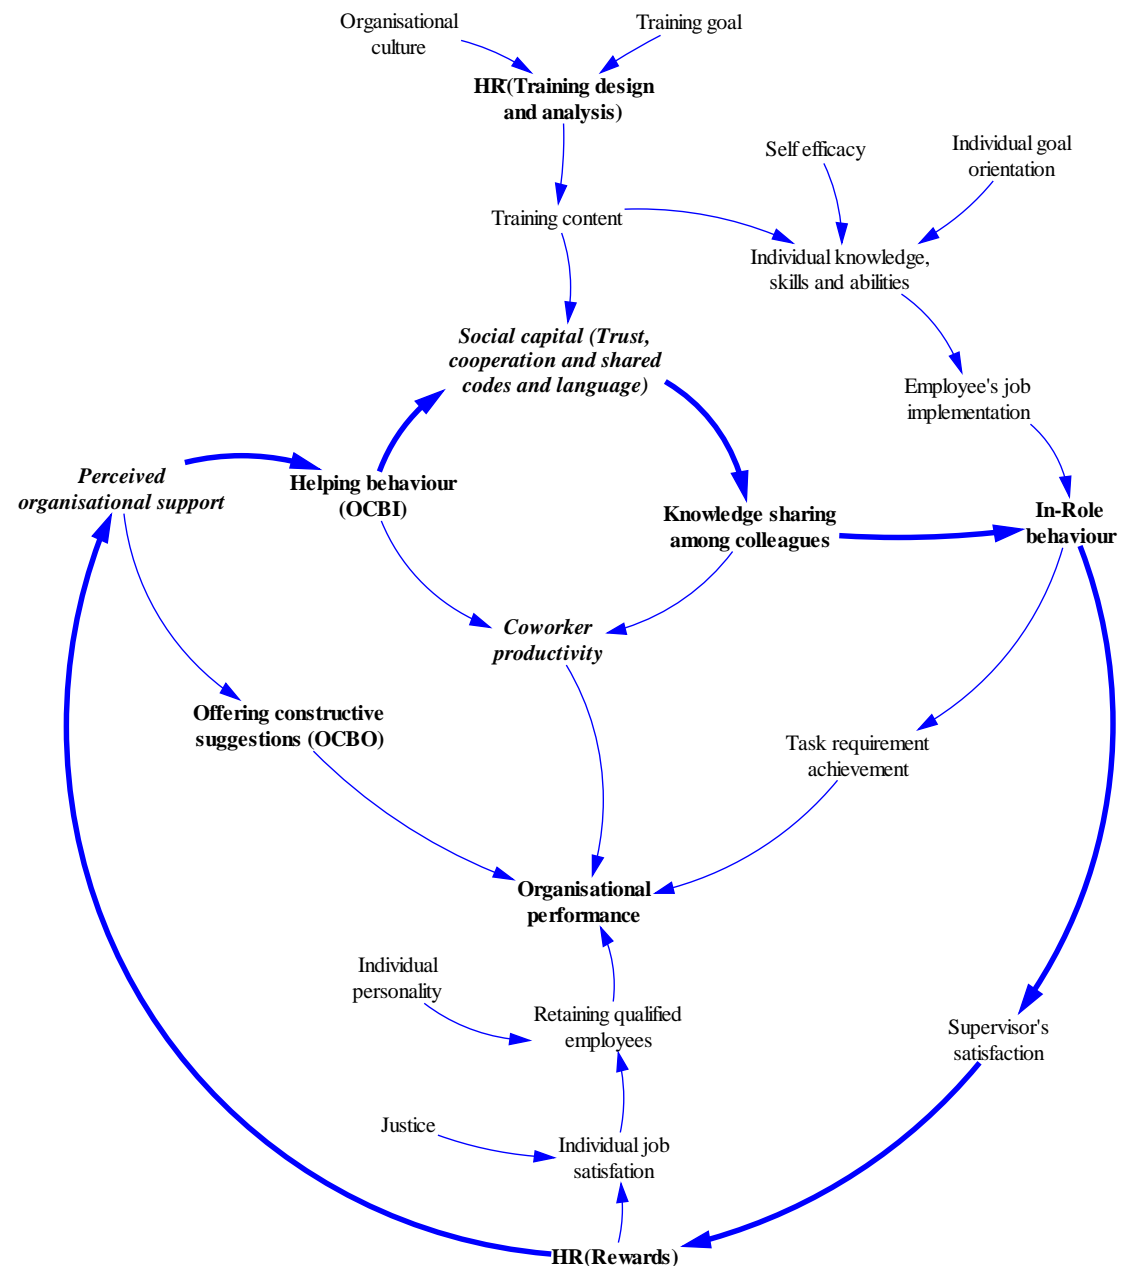 Organisational
culture
Training goal
HR(Training design
and analysis)
Self efficacy
Individual goal
orientation
Training content
Individual knowledge,
skills and abilities
Social capital (Trust,
cooperation and shared
codes and language)
Employee's job
implementation
Perceived
organisational support
Helping behaviour
(OCBI)
Knowledge sharing
among colleagues
In-Role
behaviour
Coworker
productivity
Offering constructive
suggestions (OCBO)
Task requirement
achievement
Organisational
performance
Individual
personality
Retaining qualified
employees
Supervisor's
satisfaction
Justice
Individual job
satisfation
HR(Rewards)